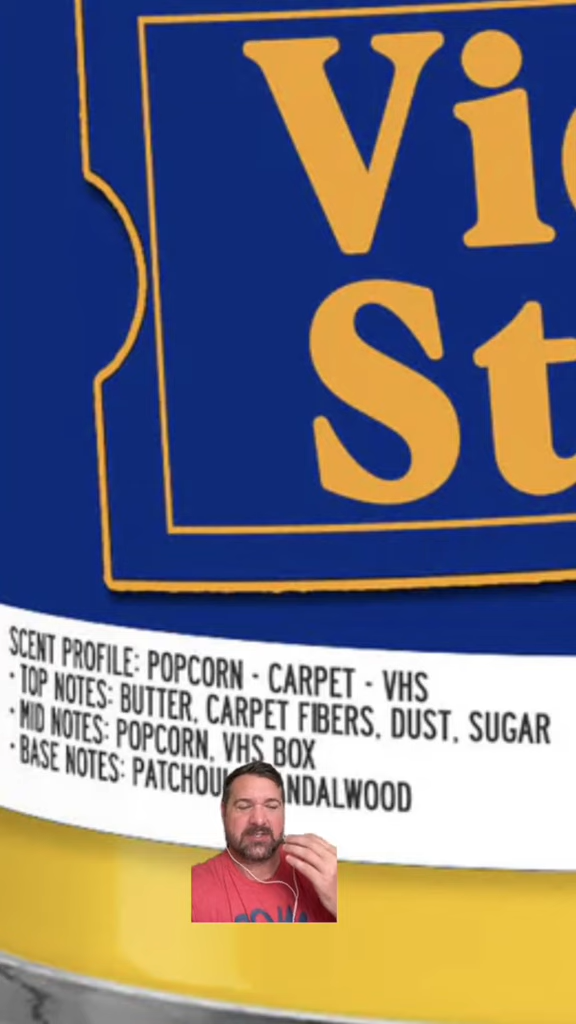 Vi
St
SCENT PROFILE: POPCORN - CARPET - VHS
• TOP NOTES: BUTTER, CARPET FIBERS, DUST, SUGAR
• MID NOTES: POPCORN, VHS BOX
• BASE NOTES: PATCHOU NDALWOOD